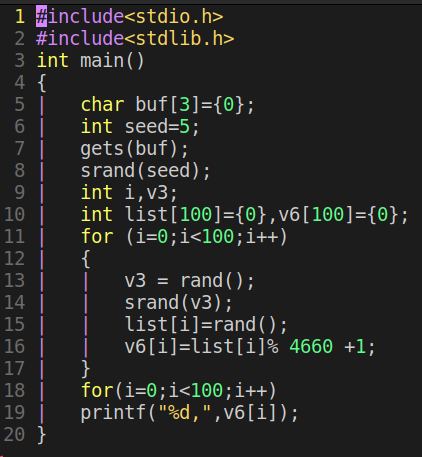 1 #include<stdio.h>
2 #include<stdlib.h>
3 int main()
4 {
5 |   char buf[3]={0};
6 |   int seed=5;
7 |   gets(buf);
8 |   srand(seed);
9 |   int i,v3;
10 |   int list[100]={0},v6[100]={0};
11 |   for (i=0;i<100;i++)
12 |   {
13 |   |   v3 = rand();
14 |   |   srand(v3);
15 |   |   list[i]=rand();
16 |   |   v6[i]=list[i]% 4660 +1;
17 |   }
18 |   for(i=0;i<100;i++)
19 |   printf("%d,",v6[i]);
20 }